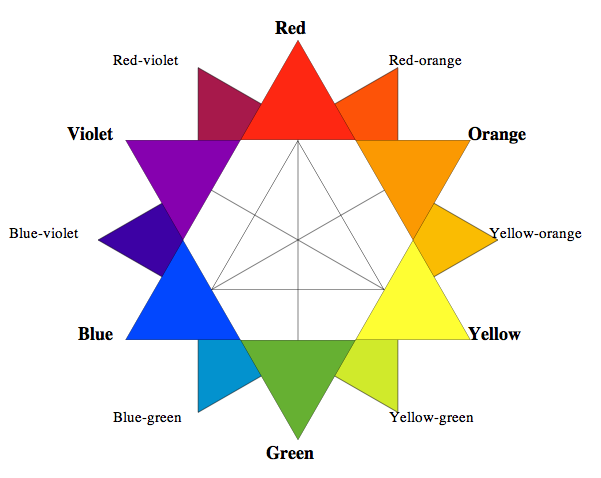 Red
Red-violet
Red-orange
Violet
Orange
Blue-violet
Yellow-orange
Blue
Yellow
Blue-green
Yellow-green
Green